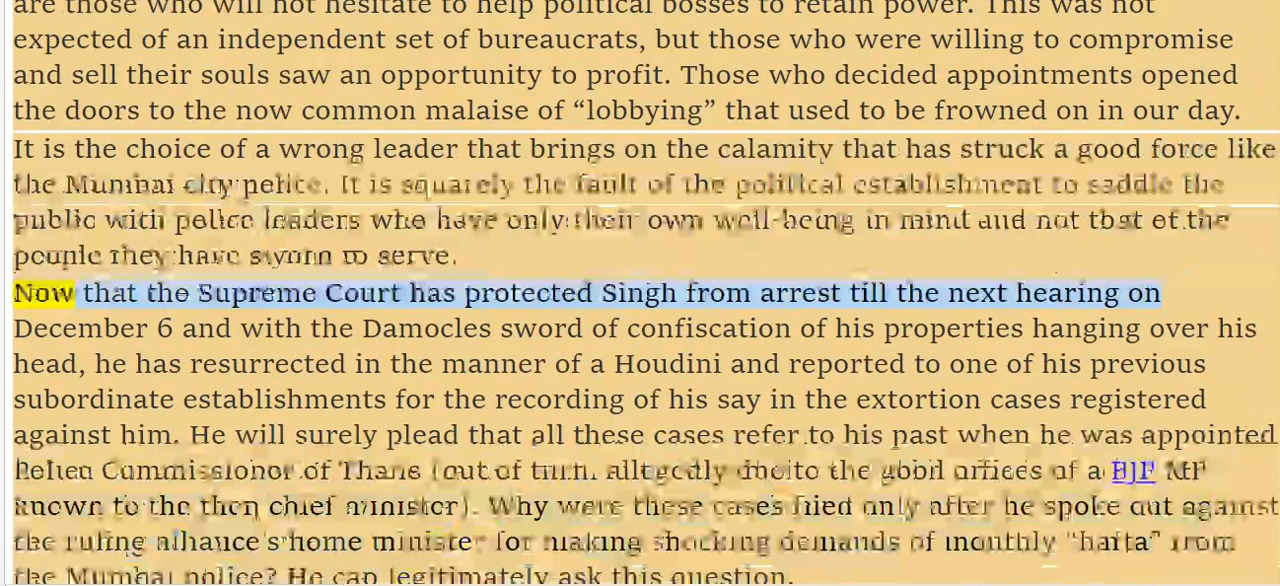 are those who will not hesitate to help political bosses to retain power. This was not
expected of an independent set of bureaucrats, but those who were willing to compromise
and sell their souls saw an opportunity to profit. Those who decided appointments opened
the doors to the now common malaise of “lobbying” that used to be frowned on in our day.
It is the choice of a wrong leader that brings on the calamity that has struck a good force like
the Mumbai city police. It is squarely the fault of the political establishment to saddle the
public with police leaders who have only their own well-being in mind and not that of the
people they have sworn to serve.
Now that the Supreme Court has protected Singh from arrest till the next hearing on
December 6 and with the Damocles sword of confiscation of his properties hanging over his
head, he has resurrected in the manner of a Houdini and reported to one of his previous
subordinate establishments for the recording of his say in the extortion cases registered
against him. He will surely plead that all these cases refer to his past when he was appointed
Police Commissioner of Thane (out of turn, allegedly due to the good offices of a BJP MP
known to the then chief minister). Why were these cases filed only after he spoke out against
the ruling alliance's home minister for making shocking demands of monthly “hafta” from
the Mumbai police? He can legitimately ask this question.